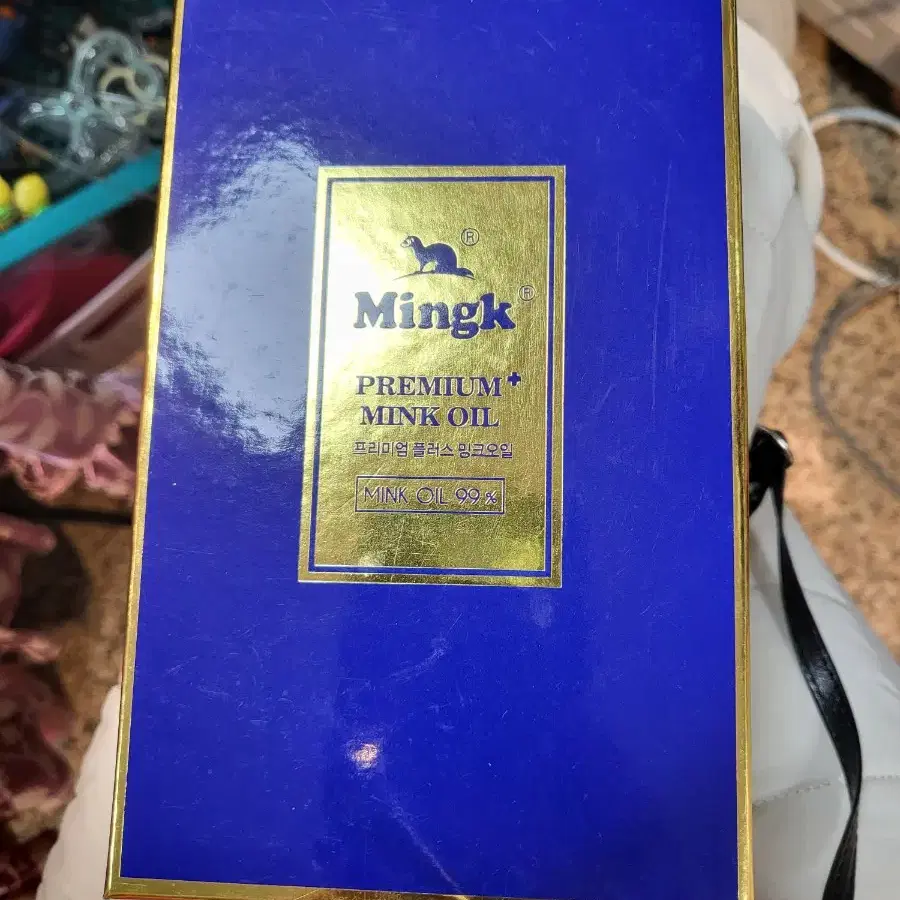 ®
Mingk®
PREMIUM+
MINK OIL
프리미엄 플러스 밍크오일
MINK OIL 99%